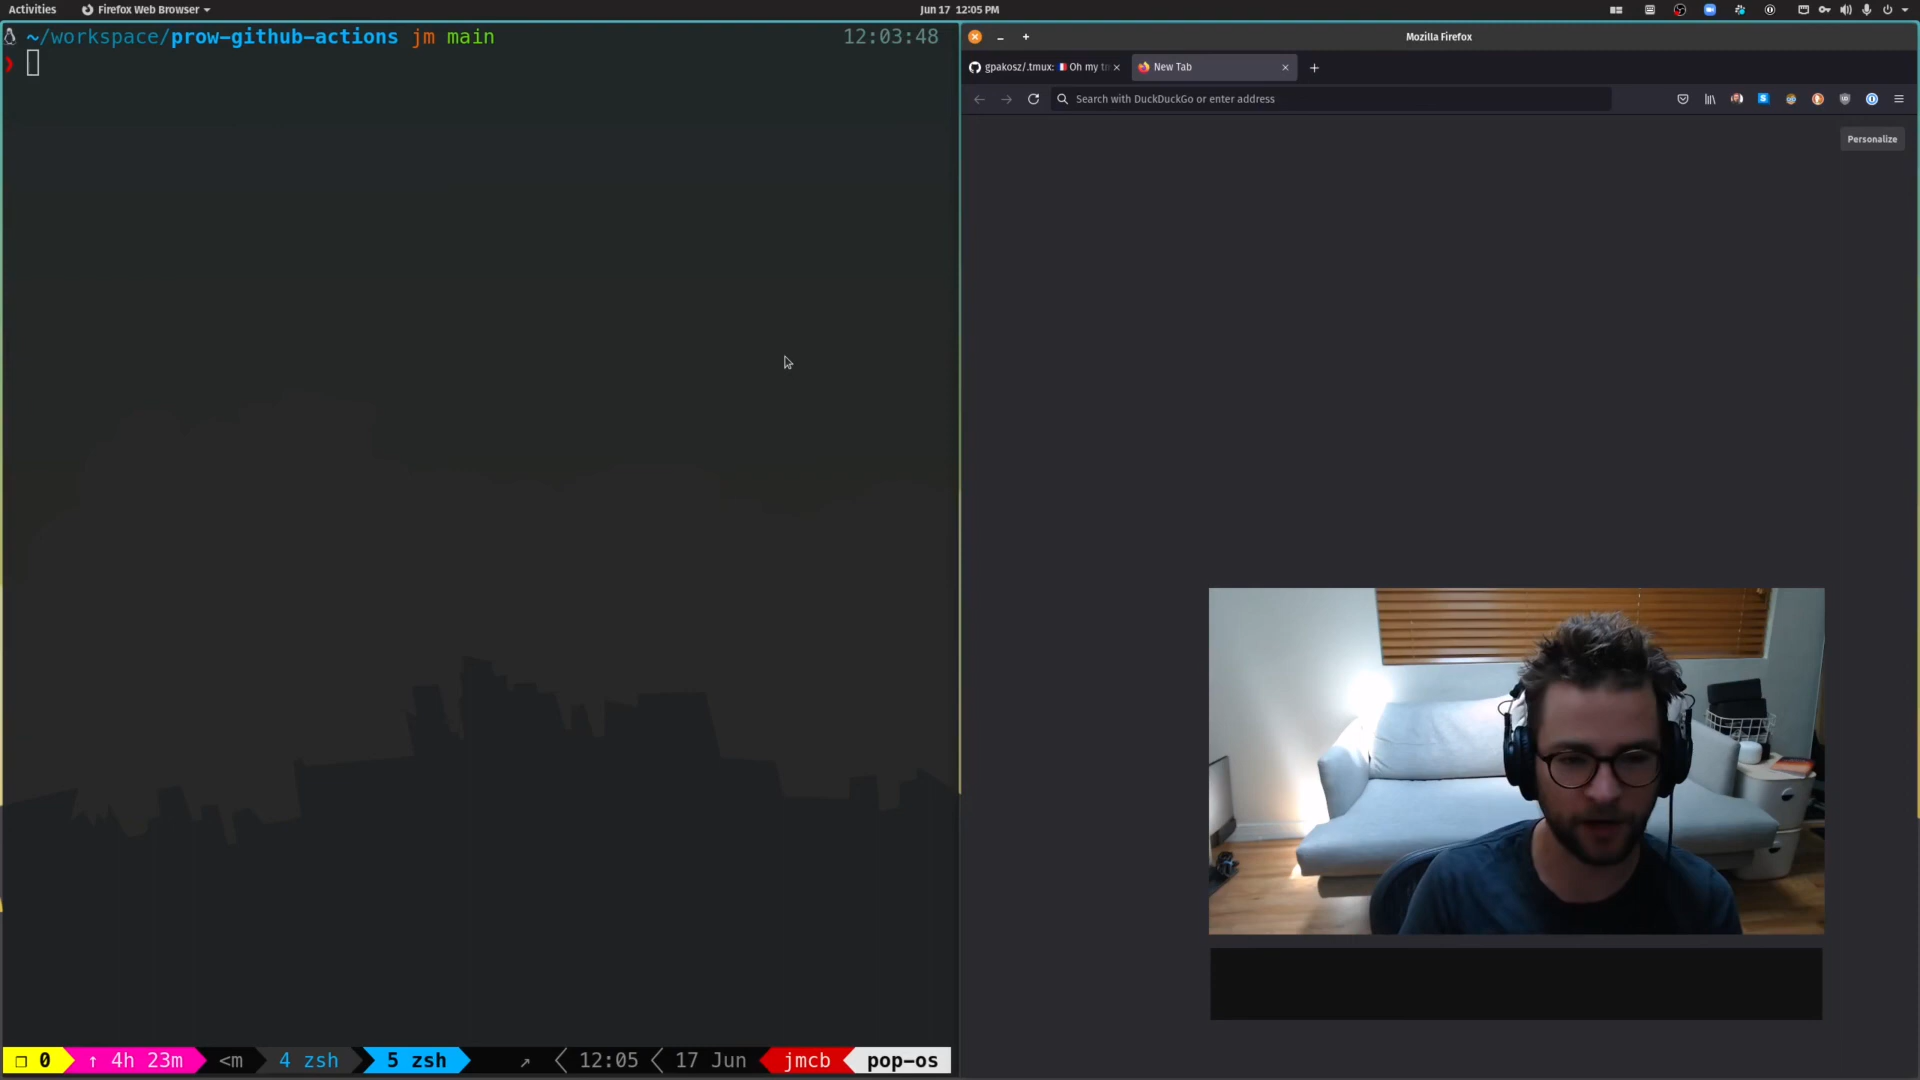 Activities Firefox Web Browser Jun 17 12:05 PM
~/workspace/prow-github-actions jm main 12:03:48
Mozilla Firefox
gpakosz/.tmux: Oh my New Tab
Search with DuckDuckGo or enter address
Personalize
0 ↑ 4h 23m <m 4 zsh 5 zsh ↗ 12:05 17 Jun jmcb pop-os